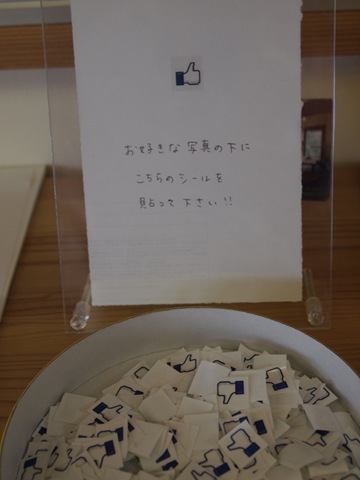 お好きな写真の下に
こちらのシールを
貼って下さい!!